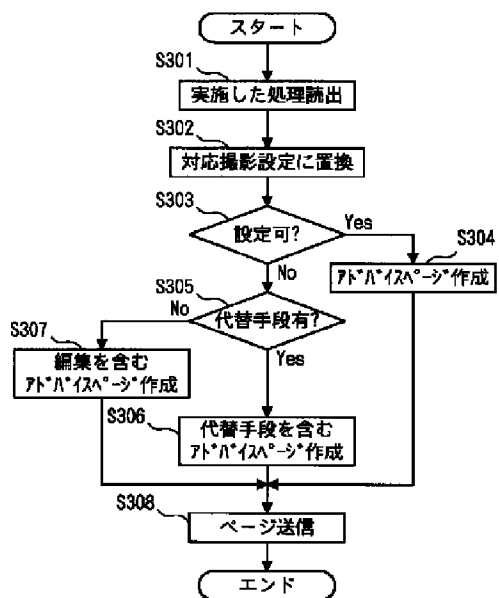 スタート
S301
実施した処理読出
S302
対応撮影設定に置換
S303
設定可?
Yes
S304
No
ｱﾄﾞﾊﾞｲｽﾍﾟｰｼﾞ作成
S305
No
代替手段有?
S307
Yes
編集を含む
ｱﾄﾞﾊﾞｲｽﾍﾟｰｼﾞ作成
S306
代替手段を含む
ｱﾄﾞﾊﾞｲｽﾍﾟｰｼﾞ作成
S308
ページ送信
エンド